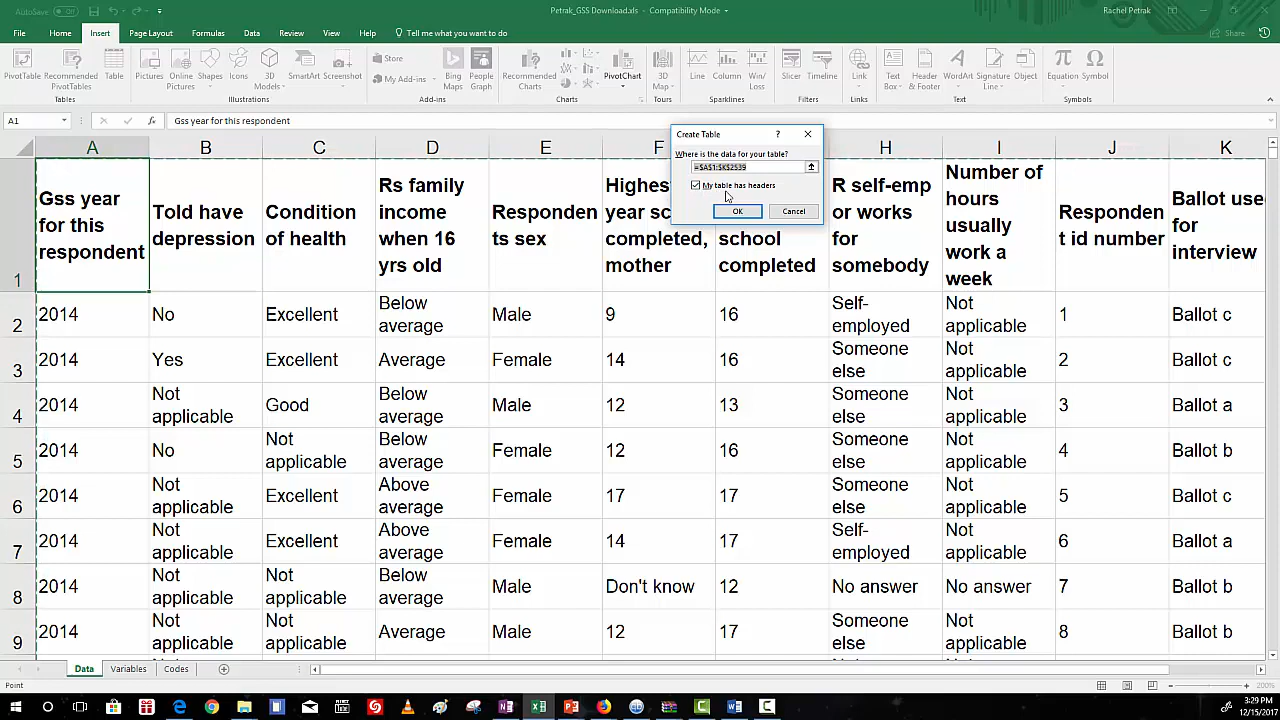 AutoSave Off
Petrak_GSS Download.xls - Compatibility Mode
Rachel Petrak
File Home Insert Page Layout Formulas Data Review View Help Tell me what you want to do Share
PivotTable Recommended PivotTables Table Pictures Online Pictures Shapes Icons 3D Models SmartArt Screenshot Store My Add-ins Bing Maps People Graph Recommended Charts PivotChart 3D Map Line Column Win/Loss Slicer Timeline Link Text Box Header & Footer WordArt Signature Line Object Equation Symbol
Tables Illustrations Add-ins Charts Tours Sparklines Filters Links Text Symbols
A1 fx Gss year for this respondent
Create Table ? 
Where is the data for your table?
=$A$1:$K$2539
My table has headers
OK Cancel
A B C D E F H I J K
1
Gss year
for this
respondent
Told have
depression
Condition
of health
Rs family
income
when 16
yrs old
Responden
ts sex
Highes
year sc
completed,
mother
school
completed
R self-emp
or works
for
somebody
Number of
hours
usually
work a
week
Responden
t id number
Ballot use
for
interview
2 2014 No Excellent Below average Male 9 16 Self-employed Not applicable 1 Ballot c
3 2014 Yes Excellent Average Female 14 16 Someone else Not applicable 2 Ballot c
4 2014 Not applicable Good Below average Male 12 13 Someone else Not applicable 3 Ballot a
5 2014 No Not applicable Below average Female 12 16 Someone else Not applicable 4 Ballot b
6 2014 Not applicable Excellent Above average Female 17 17 Someone else Not applicable 5 Ballot c
7 2014 Not applicable Excellent Above average Female 14 17 Self-employed Not applicable 6 Ballot a
8 2014 Not applicable Not applicable Below average Male Don't know 12 No answer No answer 7 Ballot b
9 2014 Not applicable Not applicable Average Male 12 17 Someone else Not applicable 8 Ballot b
Data Variables Codes
Point
200%
3:29 PM
12/15/2017